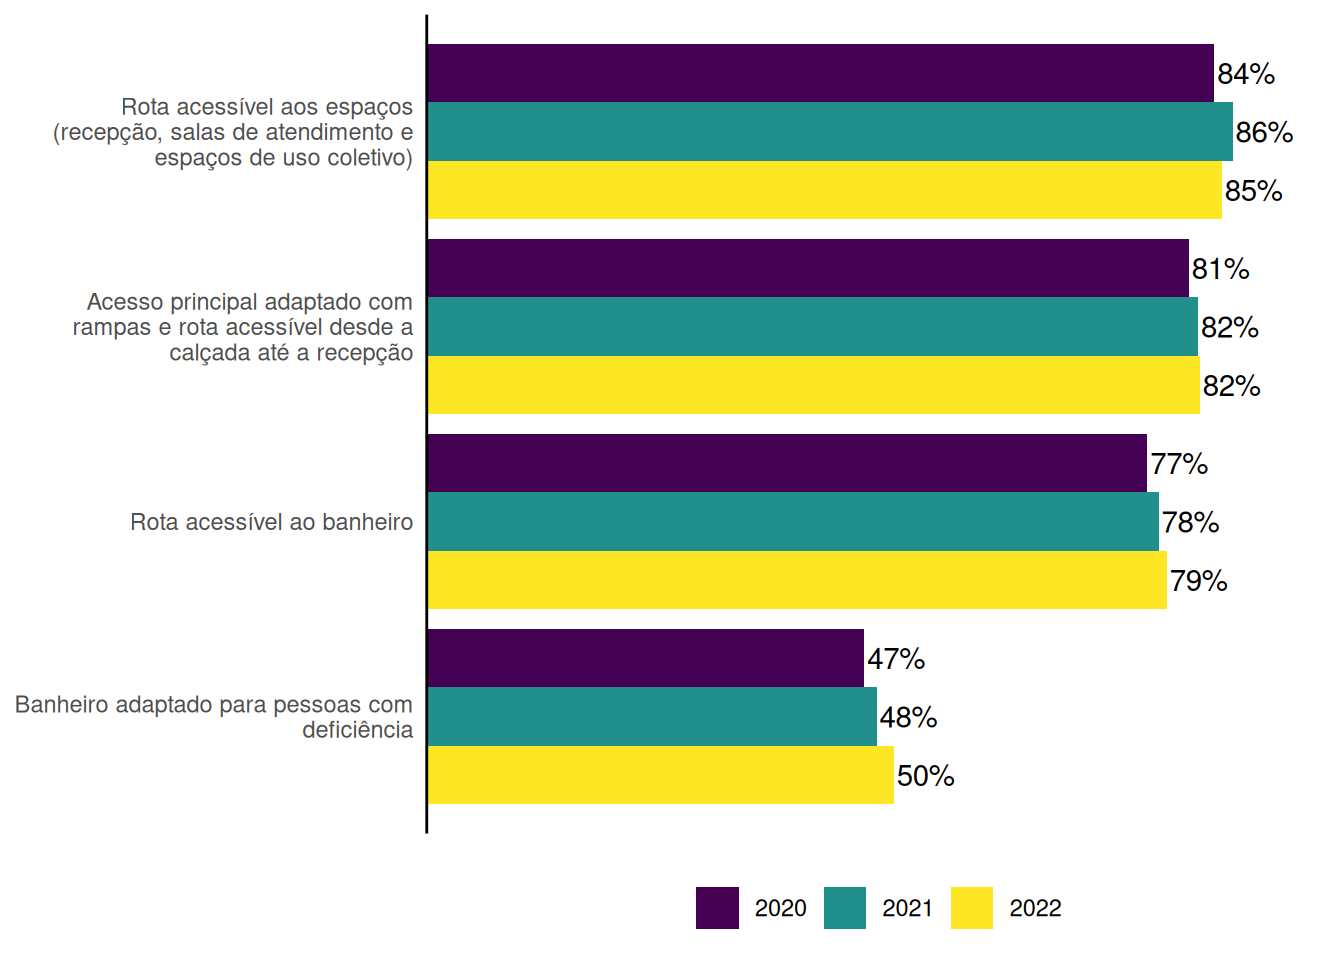 Rota acessível aos espaços
(recepção, salas de atendimento e
espaços de uso coletivo)
84%
86%
85%
Acesso principal adaptado com
rampas e rota acessível desde a
calçada até a recepção
81%
82%
82%
Rota acessível ao banheiro
77%
78%
79%
Banheiro adaptado para pessoas com
deficiência
47%
48%
50%
2020 2021 2022